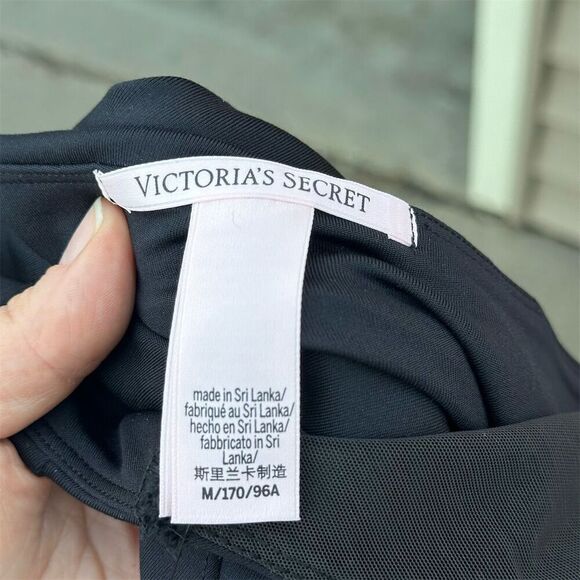 VICTORIA'S SECRET
made in Sri Lanka/
fabriqué au Sri Lanka/
hecho en Sri Lanka/
fabbricato in Sri
Lanka/
斯里兰卡制造
M/170/96A